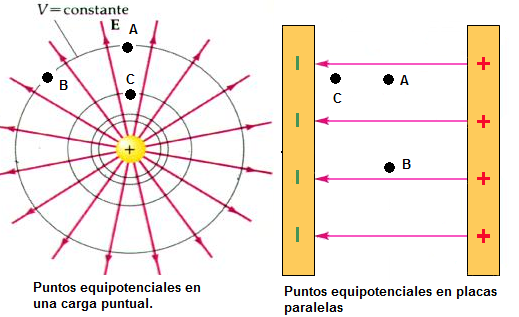 V=constante
E
A
B
C
+
Puntos equipotenciales en
una carga puntual.
+
+
+
+
A
C
B
Puntos equipotenciales en placas
paralelas